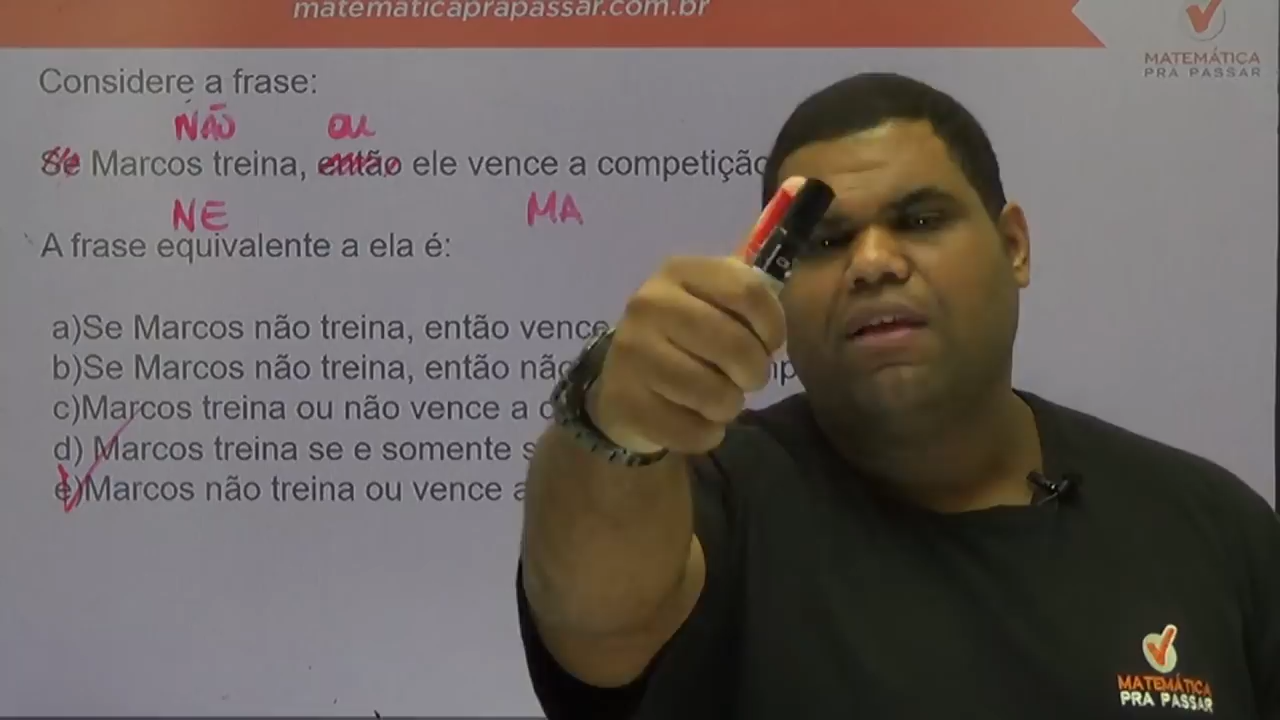 matematicaprapassar.com.br
MATEMÁTICA
PRA PASSAR
Considere a frase:
NÃO OU
Se Marcos treina, então ele vence a competição
NE MA
A frase equivalente a ela é:
a)Se Marcos não treina, então vence
b)Se Marcos não treina, então
c)Marcos treina ou não vence a
d) Marcos treina se e somente
e)Marcos não treina ou vence a
MATEMÁTICA
PRA PASSAR